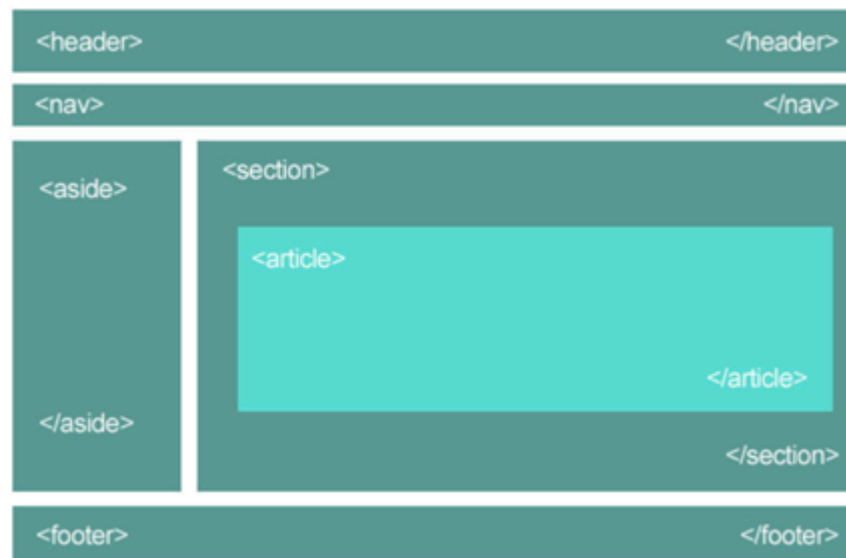 <header> </header>
<nav> </nav>
<aside>
</aside>
<section>
<article>
</article>
</section>
<footer> </footer>